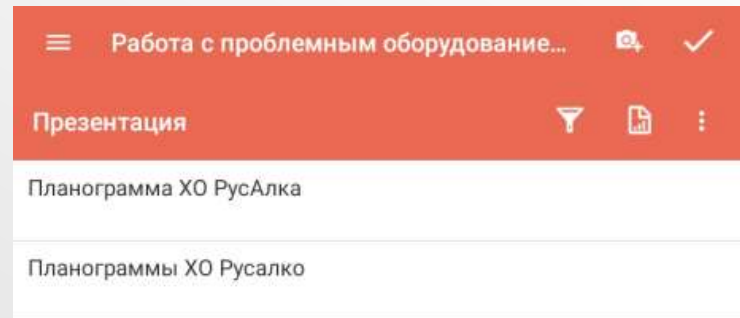 Работа с проблемным оборудование...
Презентация
Планограмма ХО РусАлка
Планограммы ХО Русалко